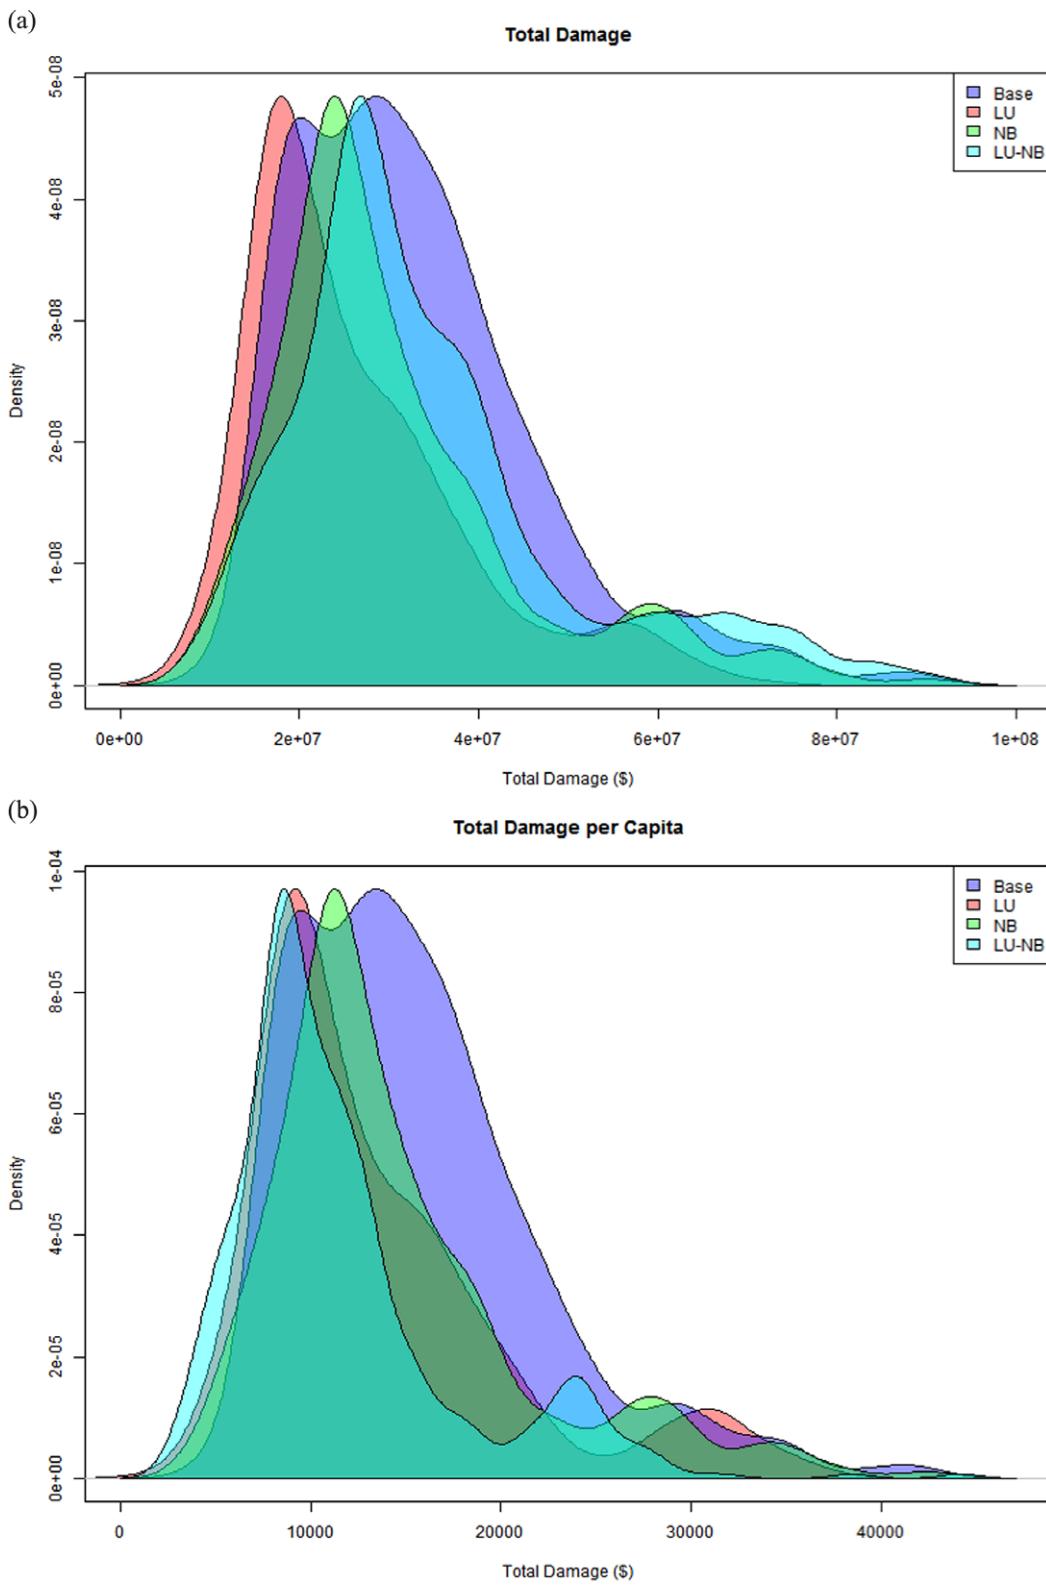 (a)
Total Damage
Base
LU
NB
LU-NB
Density
5e-08
4e-08
3e-08
2e-08
1e-08
0e+00
0e+00 2e+07 4e+07 6e+07 8e+07 1e+08
Total Damage ($)
(b)
Total Damage per Capita
Base
LU
NB
LU-NB
Density
1e-04
8e-05
6e-05
4e-05
2e-05
0e+00
0 10000 20000 30000 40000
Total Damage ($)